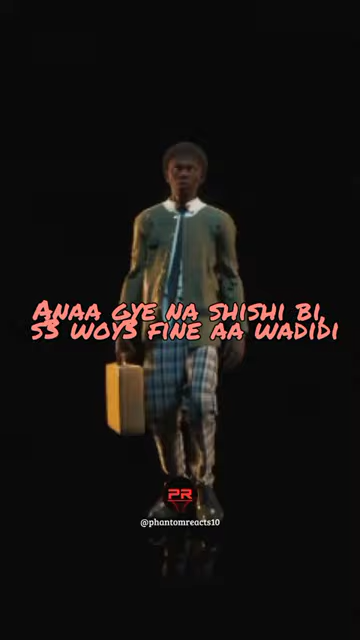 Anaa gye na shishi bi,
sɛ woyɛ fine aa wadidi
PR
@phantomreacts10